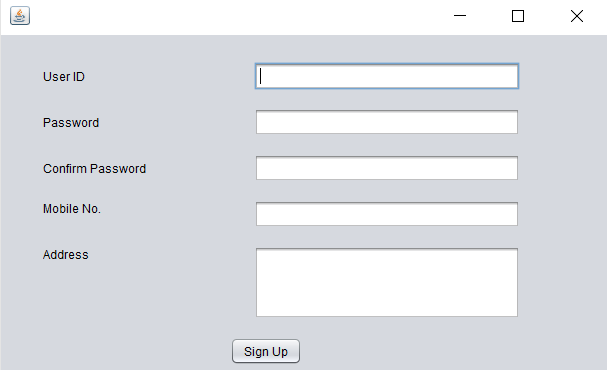 User ID
Password
Confirm Password
Mobile No.
Address
Sign Up